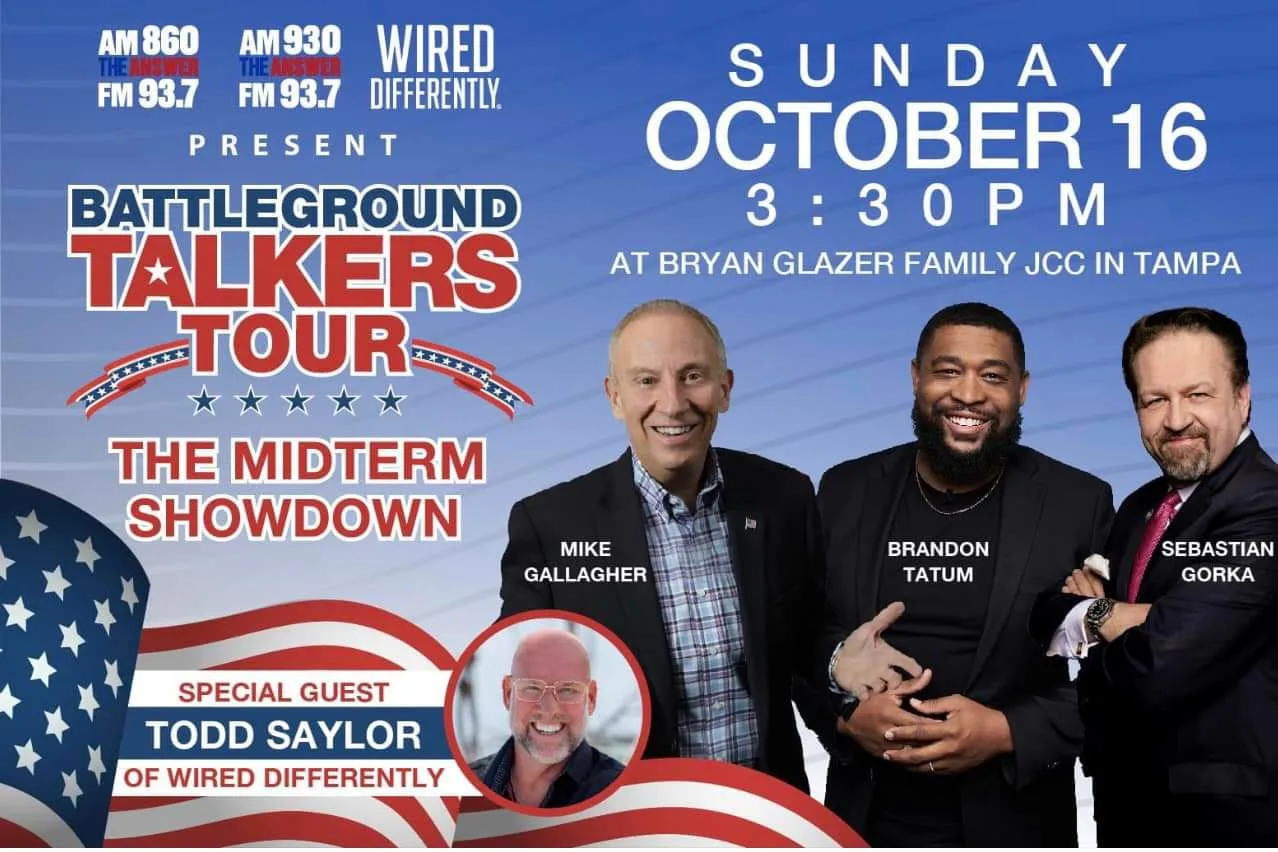 AM 860
THE ANSWER
FM 93.7
AM 930
THE ANSWER
FM 93.7
WIRED
DIFFERENTLY.
PRESENT
BATTLEGROUND
TALKERS
TOUR
THE MIDTERM
SHOWDOWN
SUNDAY
OCTOBER 16
3:30PM
AT BRYAN GLAZER FAMILY JCC IN TAMPA
MIKE
GALLAGHER
BRANDON
TATUM
SEBASTIAN
GORKA
SPECIAL GUEST
TODD SAYLOR
OF WIRED DIFFERENTLY